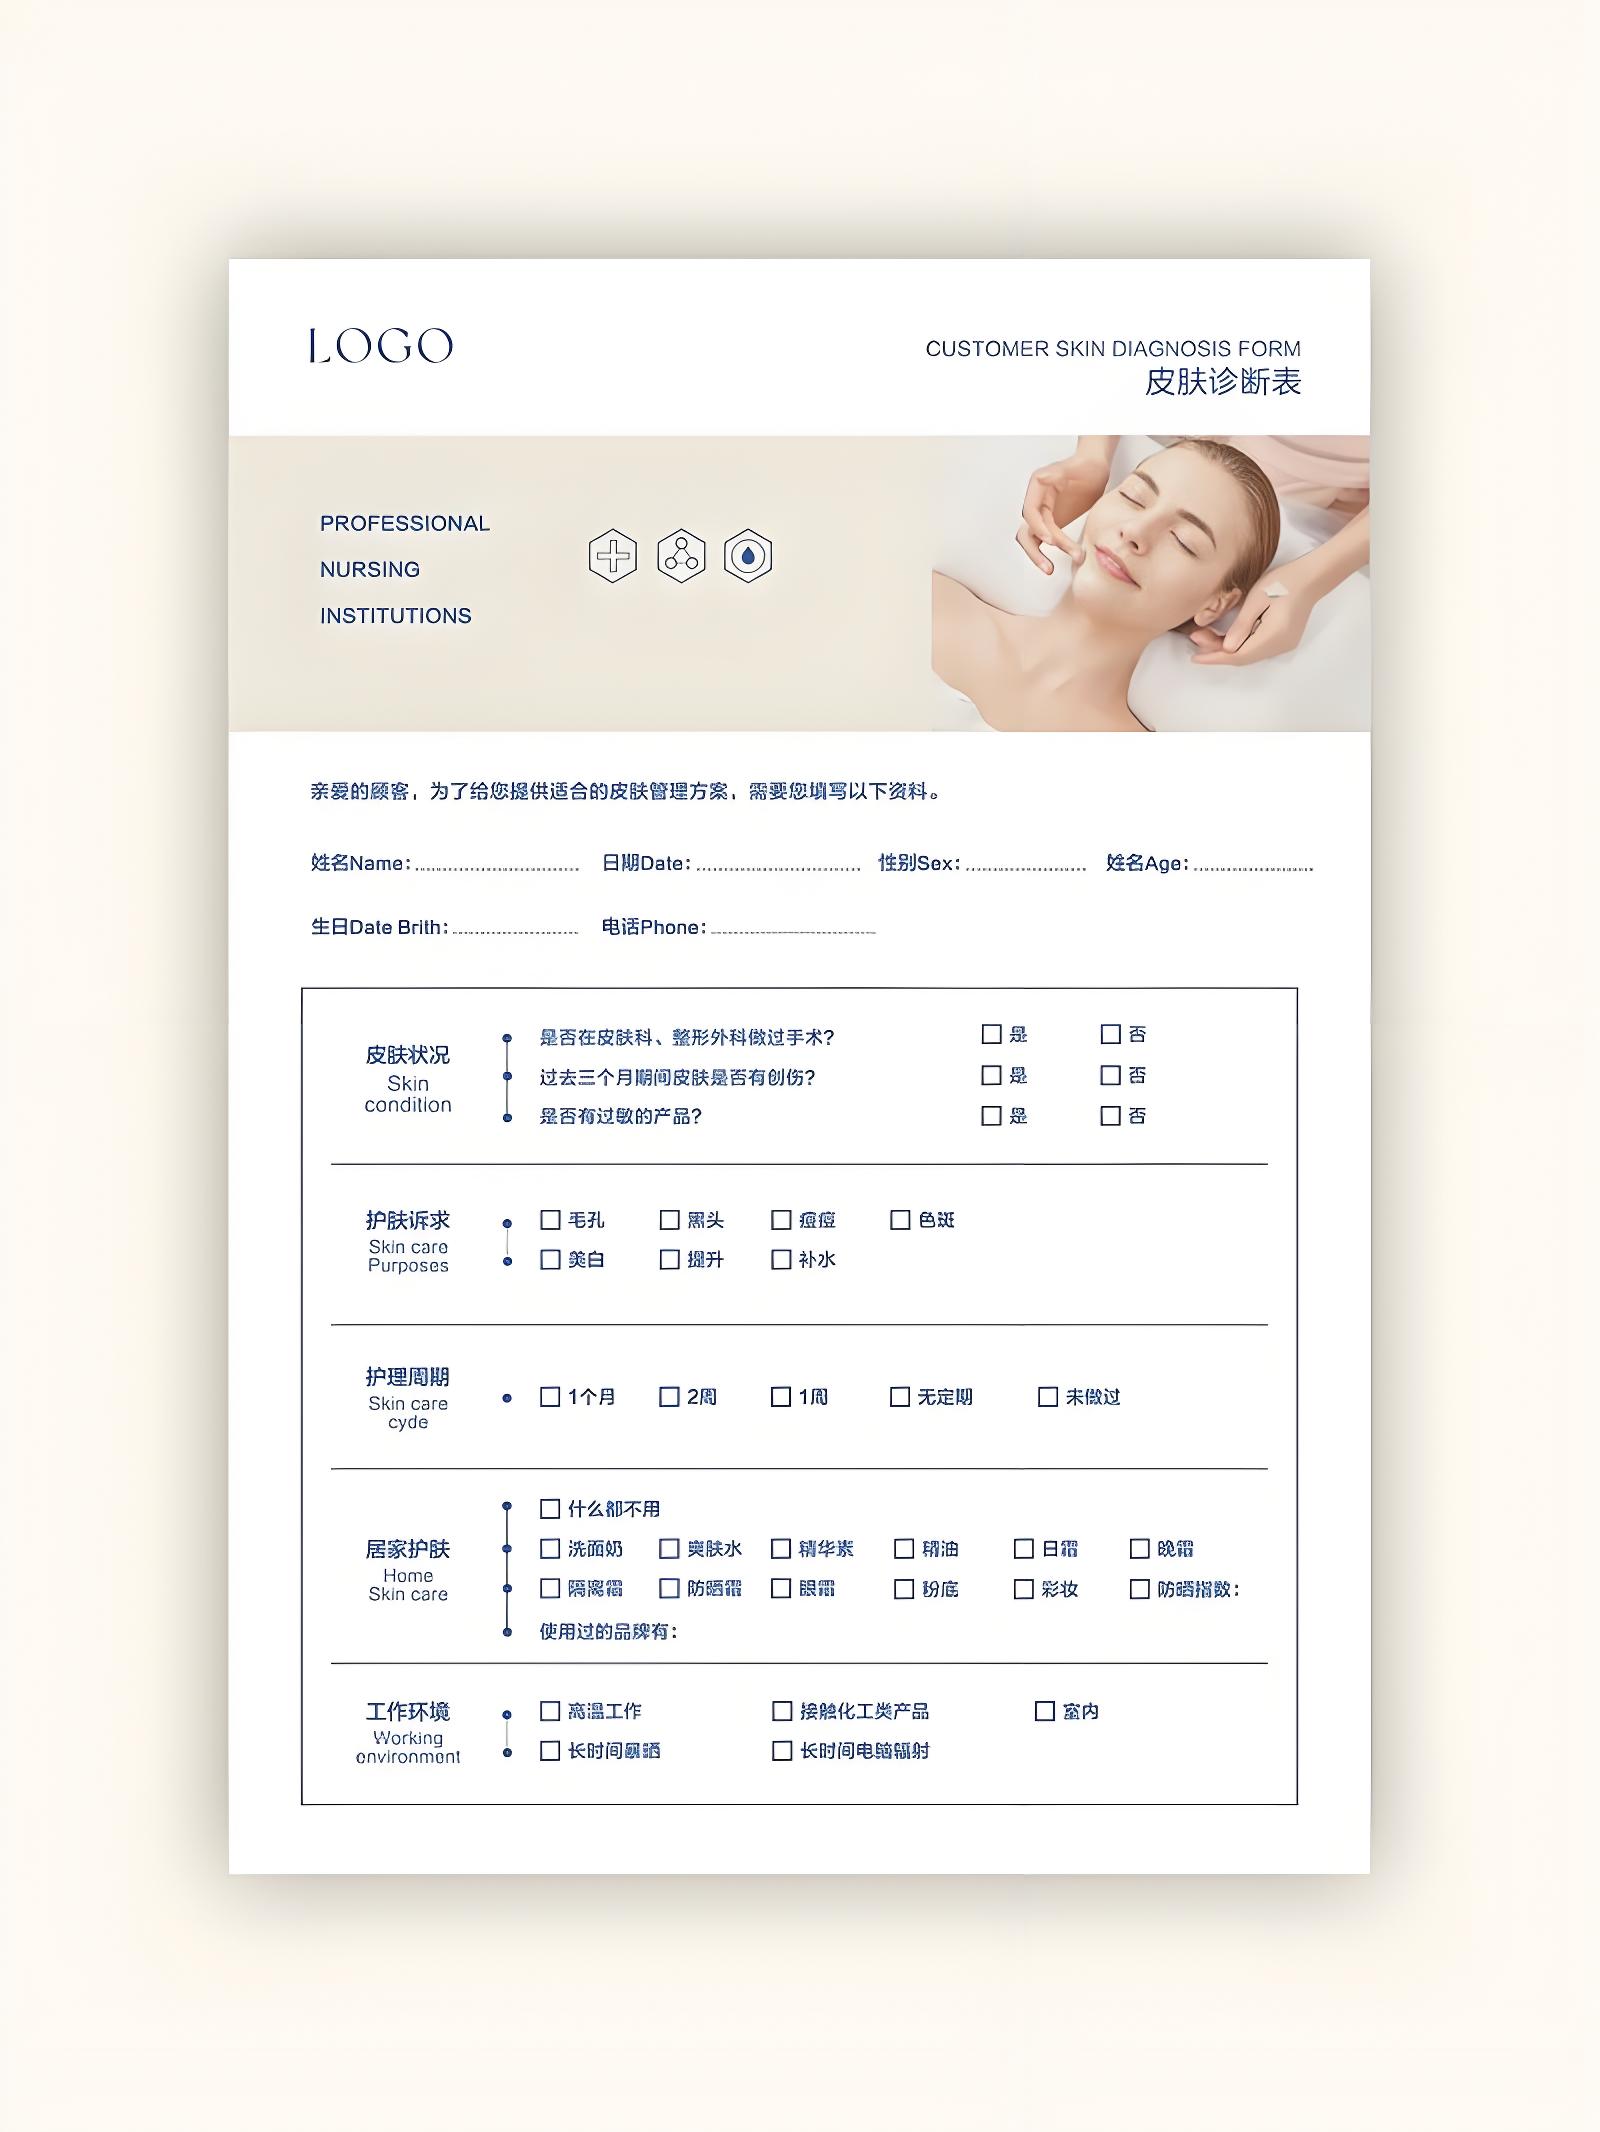 LOGO
CUSTOMER SKIN DIAGNOSIS FORM
皮肤诊断表
PROFESSIONAL
NURSING
INSTITUTIONS
亲爱的顾客，为了给您提供适合的皮肤管理方案，需要您填写以下资料。
姓名Name: 日期Date: 性别Sex: 姓名Age:
生日Date Brith: 电话Phone:
皮肤状况
Skin
condition
是否在皮肤科、整形外科做过手术? 是 否
过去三个月期间皮肤是否有创伤? 是 否
是否有过敏的产品? 是 否
护肤诉求
Skin care
Purposes
毛孔 黑头 痘痘 色斑
美白 提升 补水
护理周期
Skin care
cyde
1个月 2周 1周 无定期 未做过
居家护肤
Home
Skin care
什么都不用
洗面奶 爽肤水 精华素 精油 日霜 晚霜
隔离霜 防晒霜 眼霜 粉底 彩妆 防晒指数:
使用过的品牌有:
工作环境
Working
environment
高温工作 接触化工类产品 室内
长时间暴晒 长时间电脑辐射